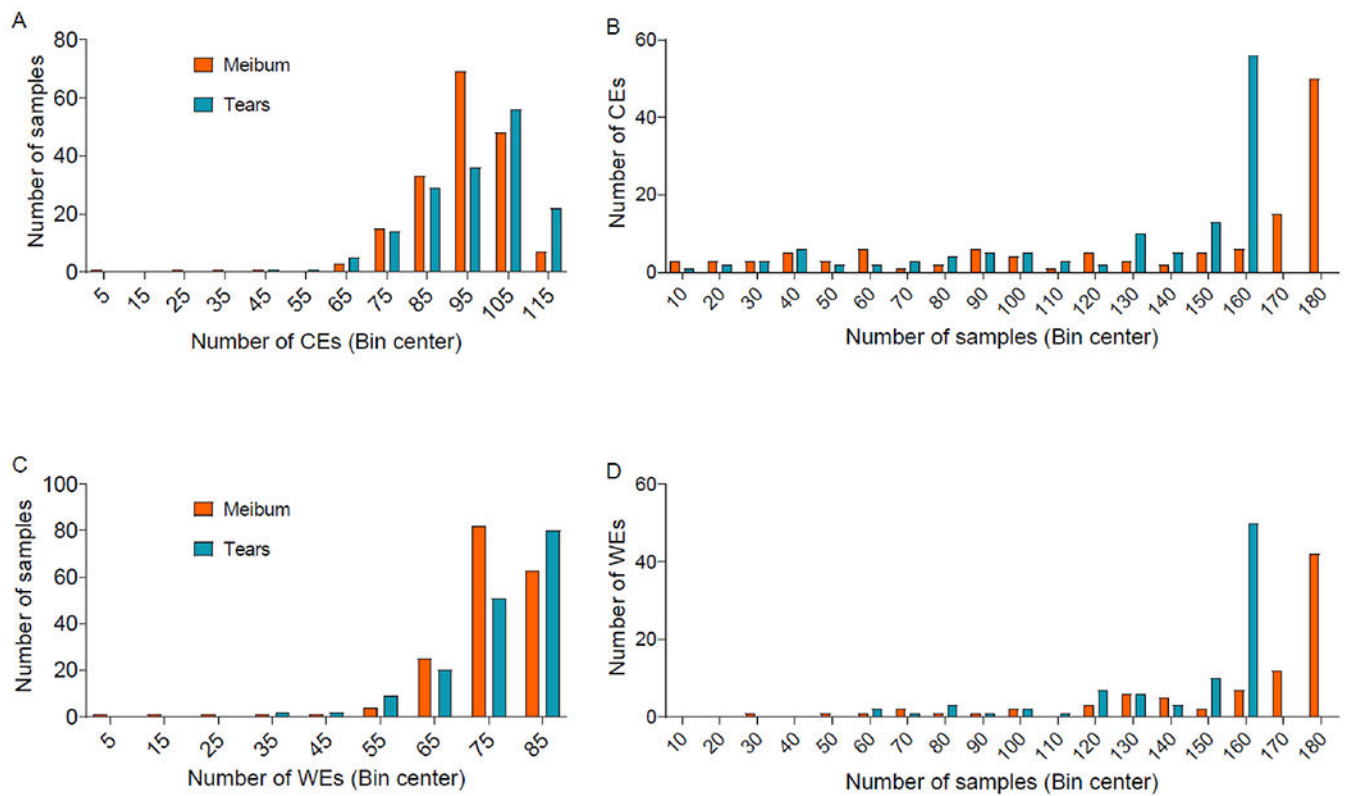 A
80
60
40
20
0
Number of samples
Meibum
Tears
5 15 25 35 45 55 65 75 85 95 105 115
Number of CEs (Bin center)
B
60
40
20
0
Number of CEs
10 20 30 40 50 60 70 80 90 100 110 120 130 140 150 160 170 180
Number of samples (Bin center)
C
100
80
60
40
20
0
Number of samples
Meibum
Tears
5 15 25 35 45 55 65 75 85
Number of WEs (Bin center)
D
60
40
20
0
Number of WEs
10 20 30 40 50 60 70 80 90 100 110 120 130 140 150 160 170 180
Number of samples (Bin center)